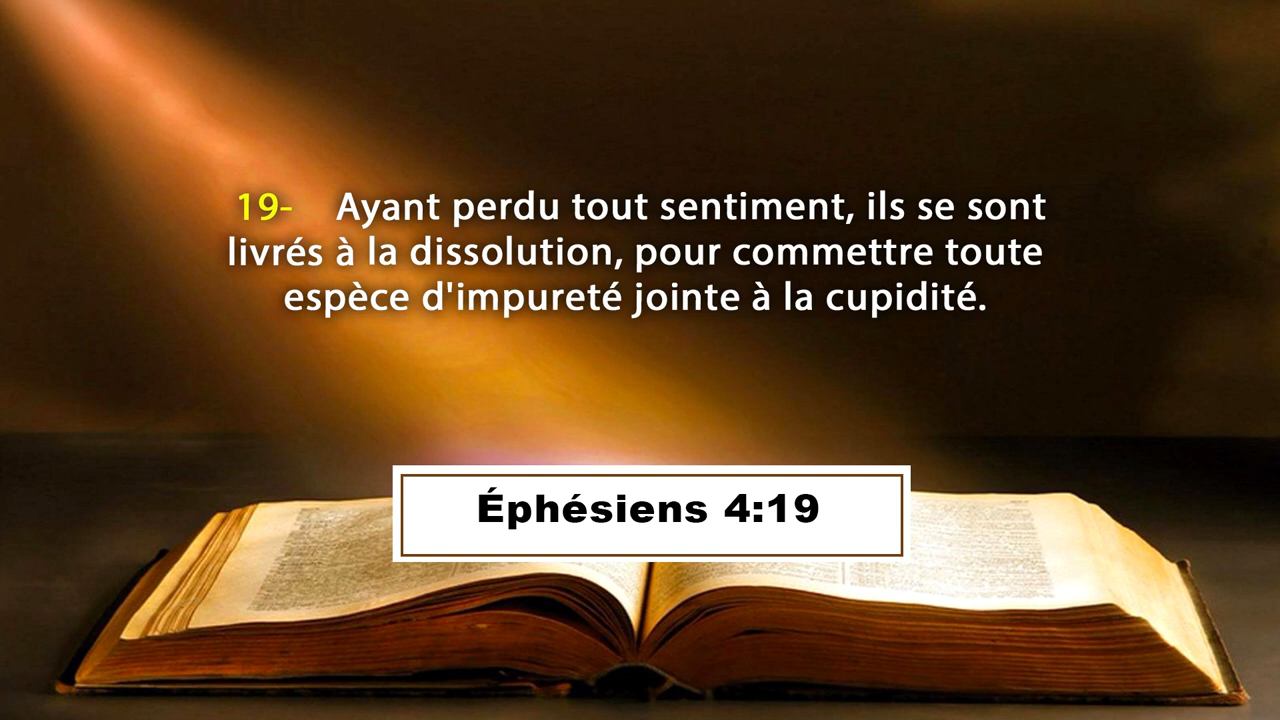 19- Ayant perdu tout sentiment, ils se sont
livrés à la dissolution, pour commettre toute
espèce d'impureté jointe à la cupidité.
Éphésiens 4:19